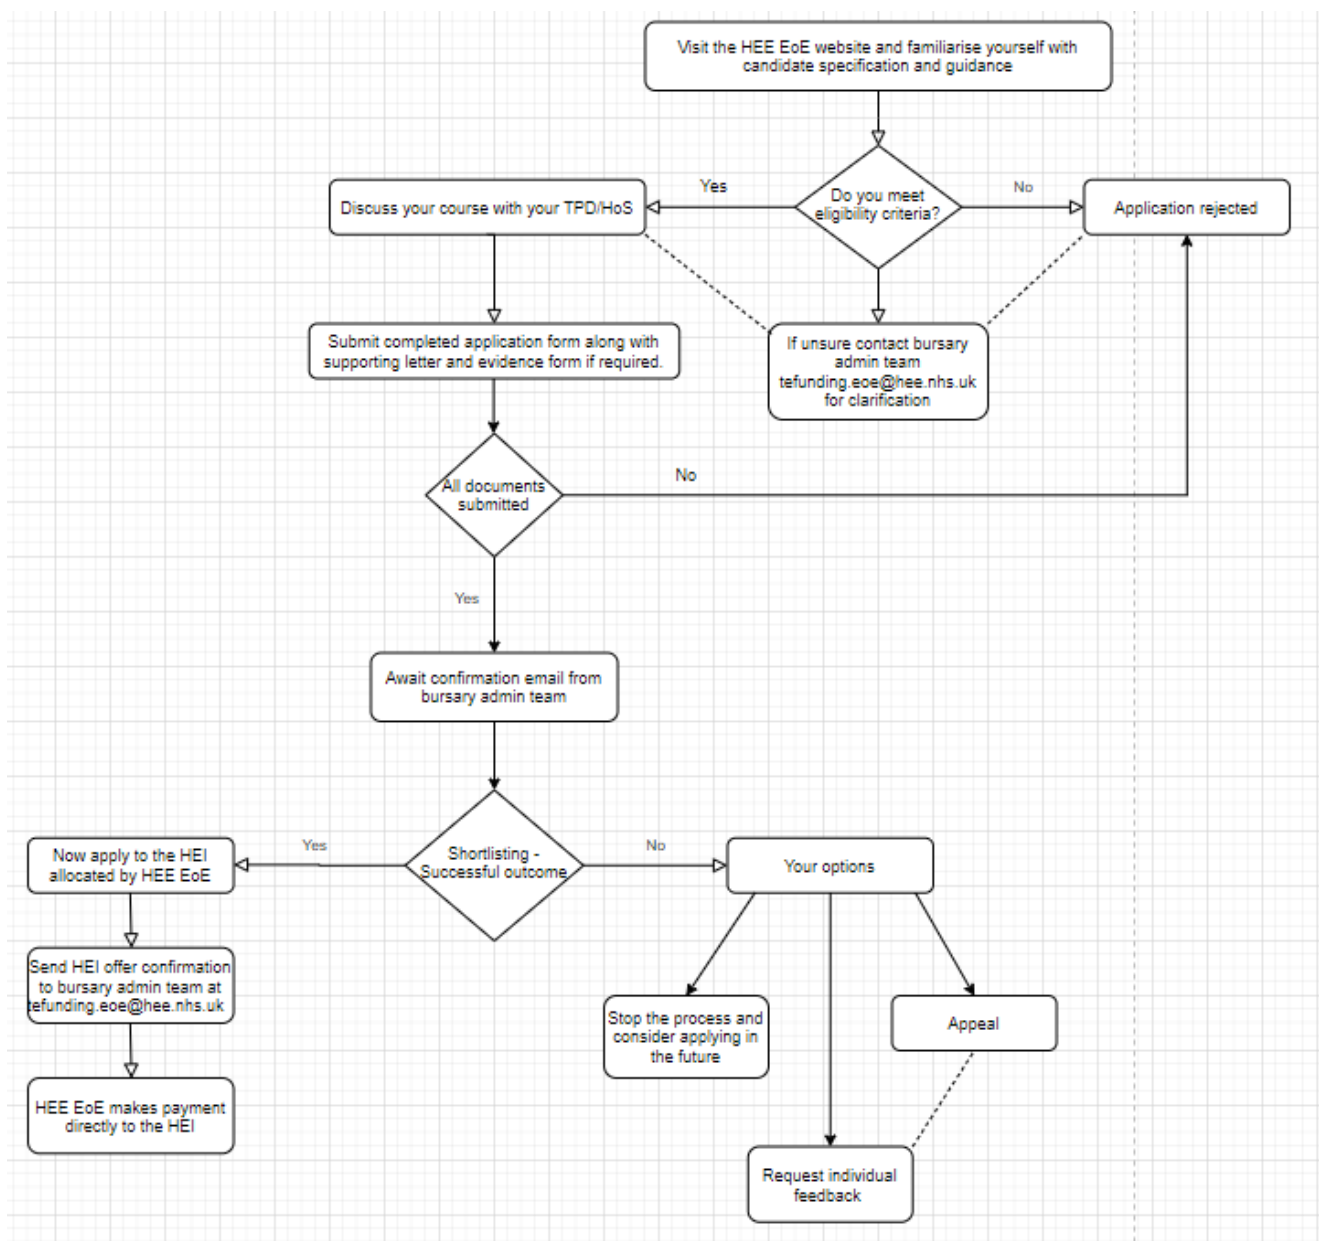 Visit the HEE EoE website and familiarise yourself with
candidate specification and guidance
Yes
Do you meet
eligibility criteria?
No
Discuss your course with your TPD/HoS
Application rejected
Submit completed application form along with
supporting letter and evidence form if required.
If unsure contact bursary
admin team
tefunding.eoe@hee.nhs.uk
for clarification
All documents
submitted
No
Yes
Await confirmation email from
bursary admin team
Shortlisting -
Successful outcome
Yes
No
Now apply to the HEI
allocated by HEE EoE
Your options
Send HEI offer confirmation
to bursary admin team at
tefunding.eoe@hee.nhs.uk
Stop the process and
consider applying in
the future
Appeal
HEE EoE makes payment
directly to the HEI
Request individual
feedback